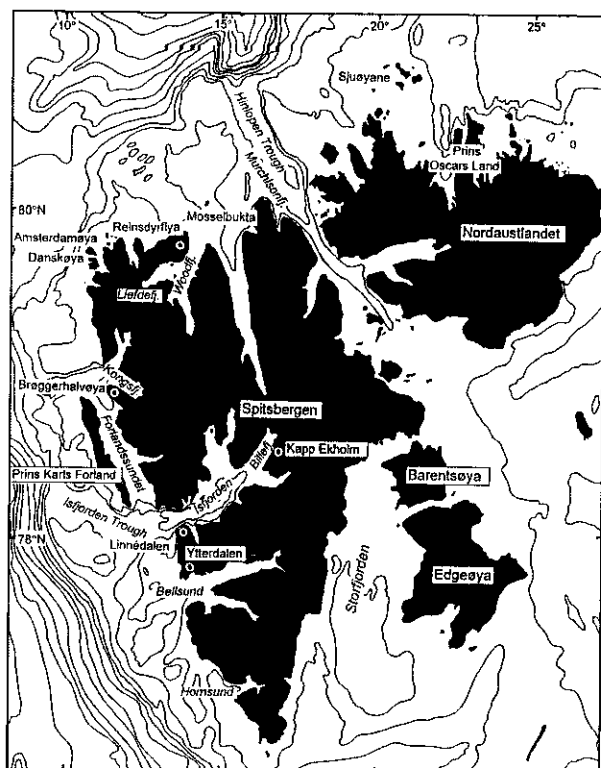 10°
15°
20°
25°
Sjuøyane
Hinlopen Trough
Murchisonfj.
Prins
Oscars Land
80°N
Mosselbukta
Reinsdyrflya
Amsterdamøya
Danskøya
Nordaustlandet
Woodfj.
Liefdefj.
Kongsfj.
Brøggerhalvøya
Spitsbergen
Forlandssundet
Billefj.
Kapp Ekholm
Prins Karls Forland
Isfjorden
Barentsøya
Isfjorden Trough
78°N
Linnédalen
Ytterdalen
Storfjorden
Edgeøya
Bellsund
Hornsund